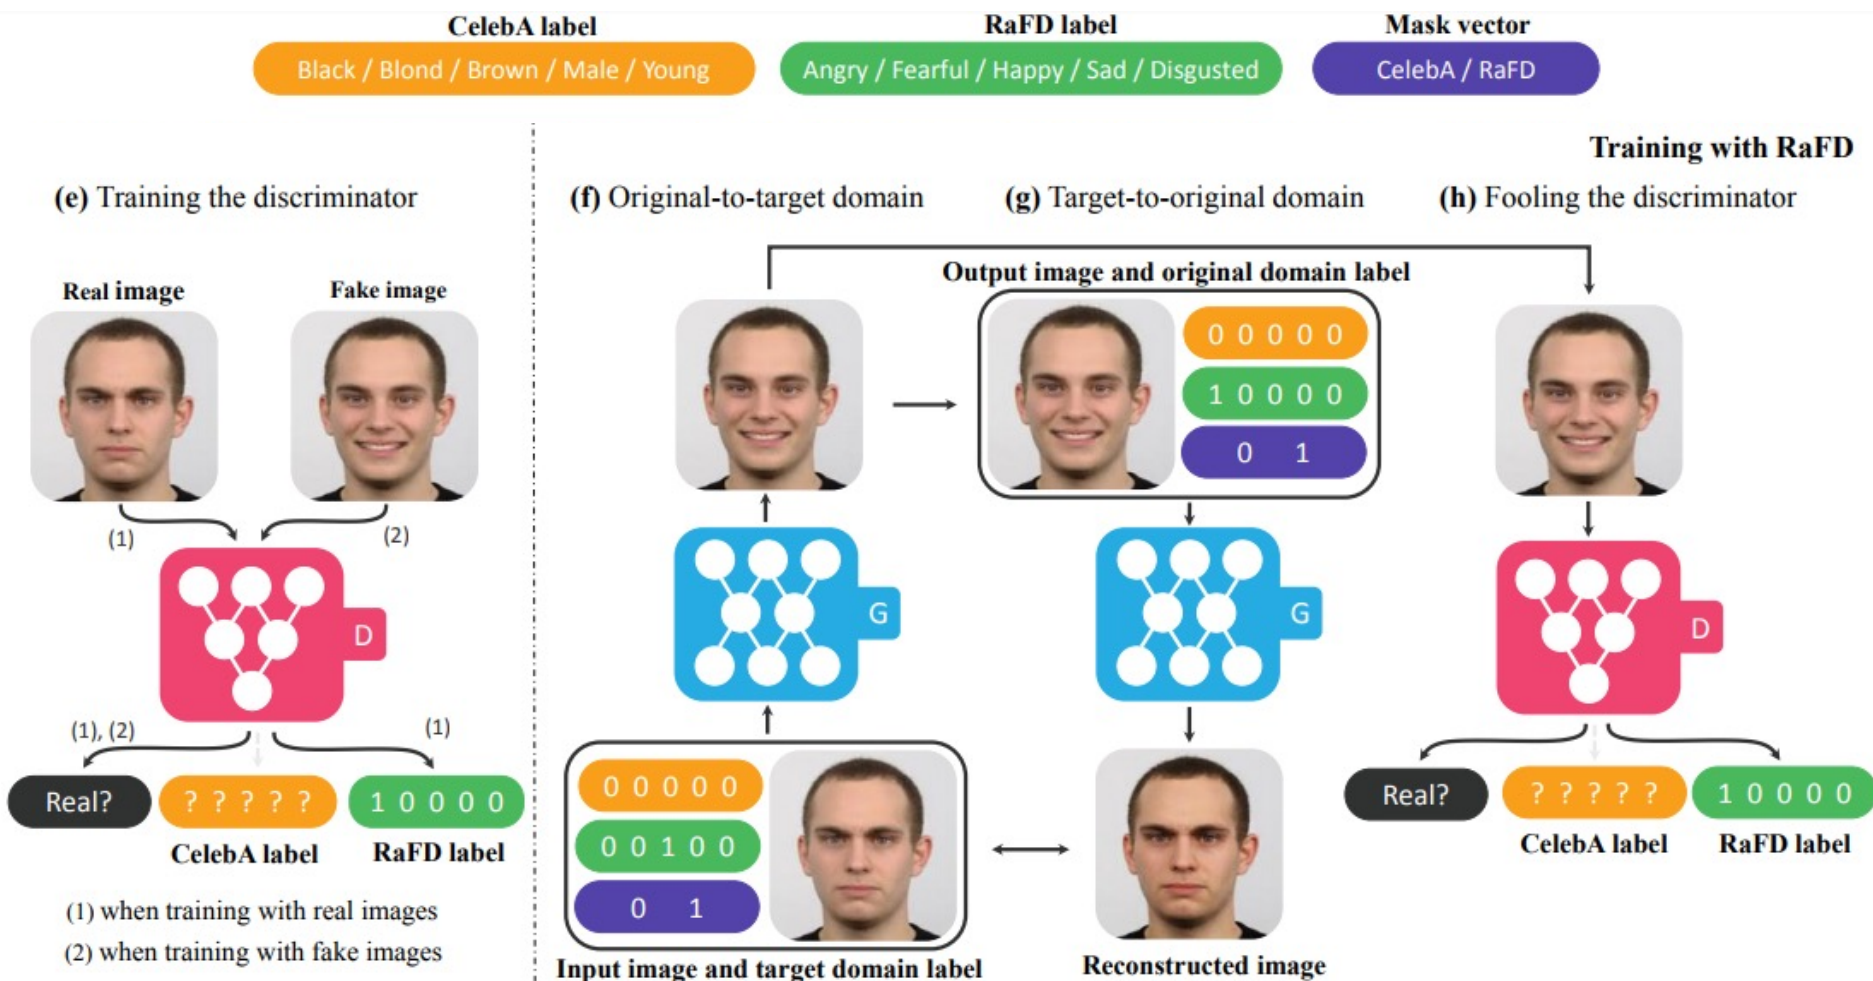 CelebA label
RaFD label
Mask vector
Black / Blond / Brown / Male / Young
Angry / Fearful / Happy / Sad / Disgusted
CelebA / RaFD
Training with RaFD
(e) Training the discriminator
(f) Original-to-target domain
(g) Target-to-original domain
(h) Fooling the discriminator
Real image
Fake image
(1)
(2)
D
(1), (2)
(1)
Real?
? ? ? ? ?
1 0 0 0 0
CelebA label
RaFD label
(1) when training with real images
(2) when training with fake images
Output image and original domain label
0 0 0 0 0
1 0 0 0 0
0 1
G
G
0 0 0 0 0
0 0 1 0 0
0 1
Input image and target domain label
Reconstructed image
D
Real?
? ? ? ? ?
1 0 0 0 0
CelebA label
RaFD label